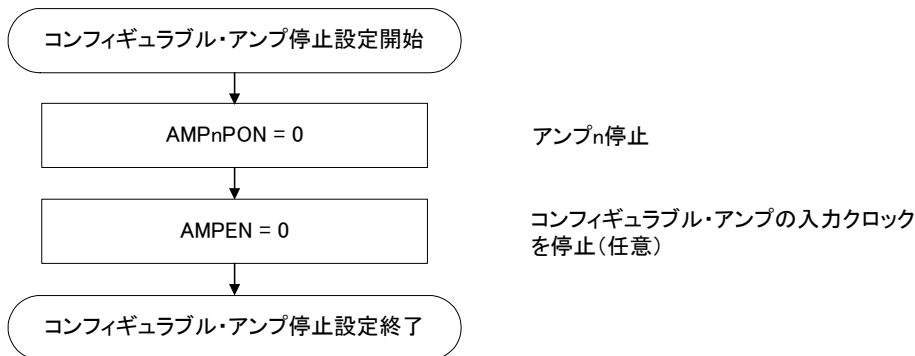 コンフィギュラブル・アンプ停止設定開始
AMPnPON = 0
アンプn停止
AMPEN = 0
コンフィギュラブル・アンプの入力クロック
を停止（任意）
コンフィギュラブル・アンプ停止設定終了